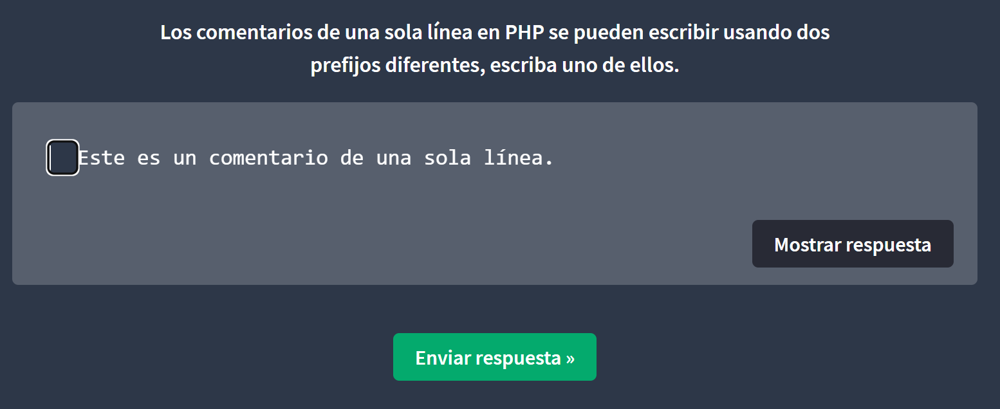 Los comentarios de una sola línea en PHP se pueden escribir usando dos
prefijos diferentes, escriba uno de ellos.
Este es un comentario de una sola línea.
Mostrar respuesta
Enviar respuesta »